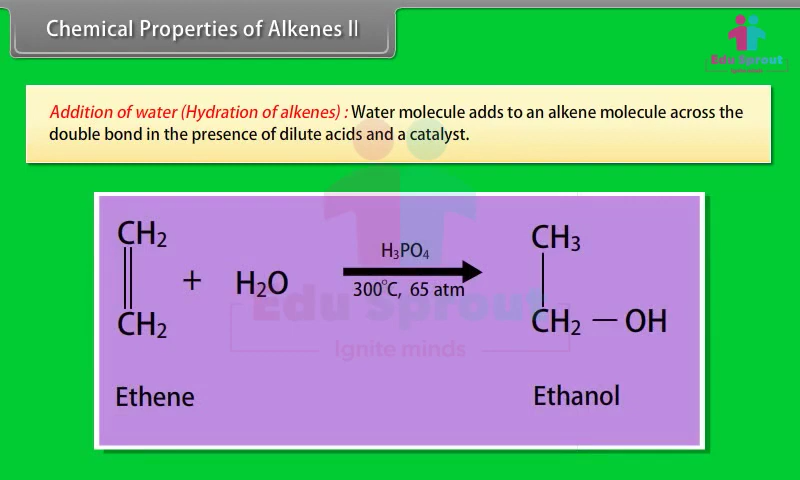 Chemical Properties of Alkenes II
Edu Sprout
Ignite minds
Addition of water (Hydration of alkenes) : Water molecule adds to an alkene molecule across the
double bond in the presence of dilute acids and a catalyst.
CH₂
CH₃
H₃PO₄
+ H₂O
300°C, 65 atm
Edu Sprout
CH₂
CH₂ — OH
Ignite minds
Ethene
Ethanol